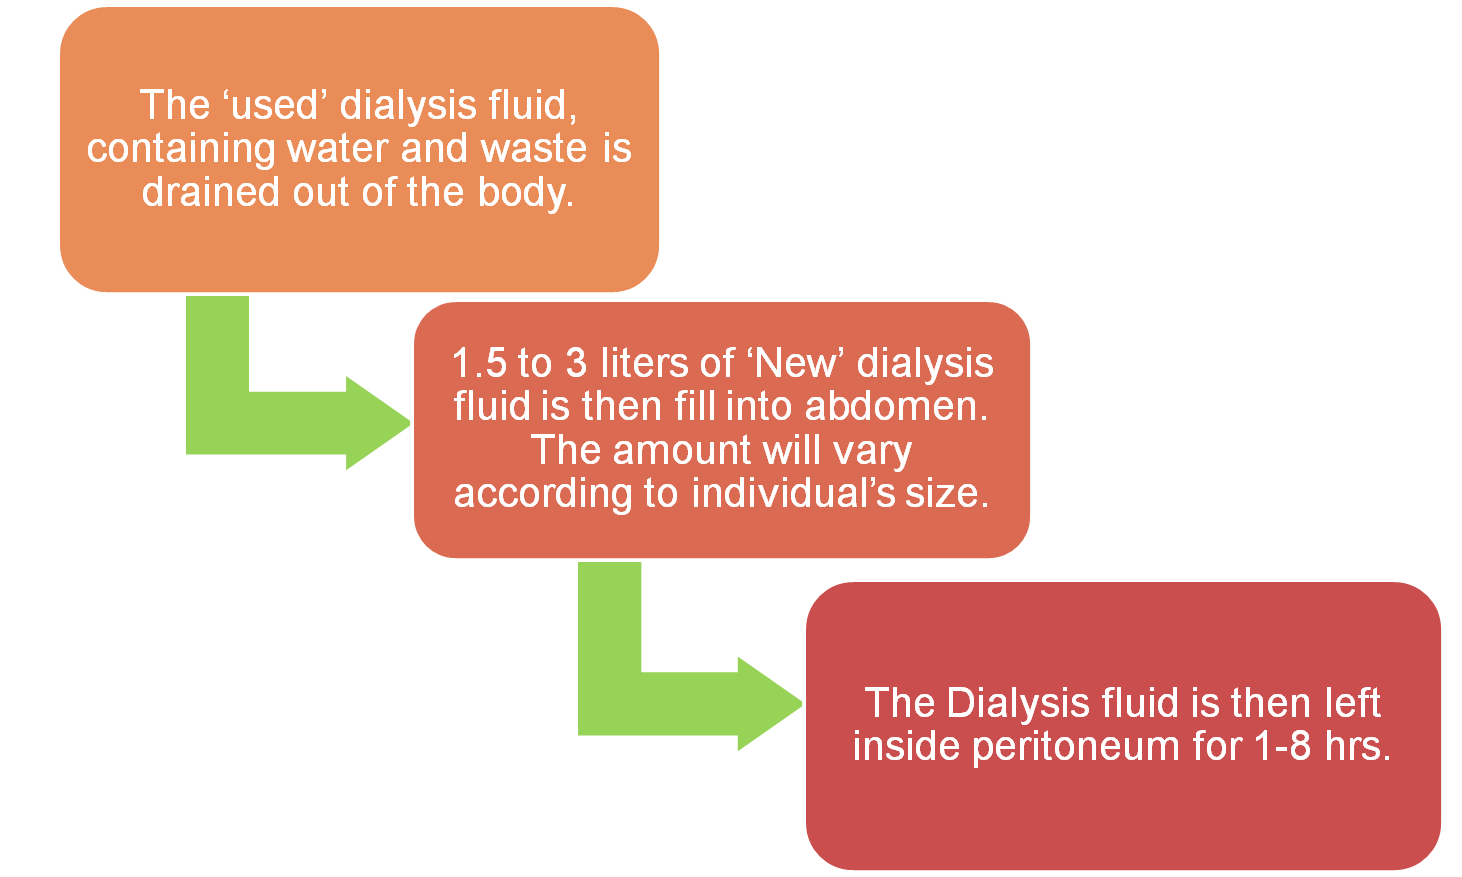 The ‘used’ dialysis fluid,
containing water and waste is
drained out of the body.
1.5 to 3 liters of ‘New’ dialysis
fluid is then fill into abdomen.
The amount will vary
according to individual’s size.
The Dialysis fluid is then left
inside peritoneum for 1-8 hrs.